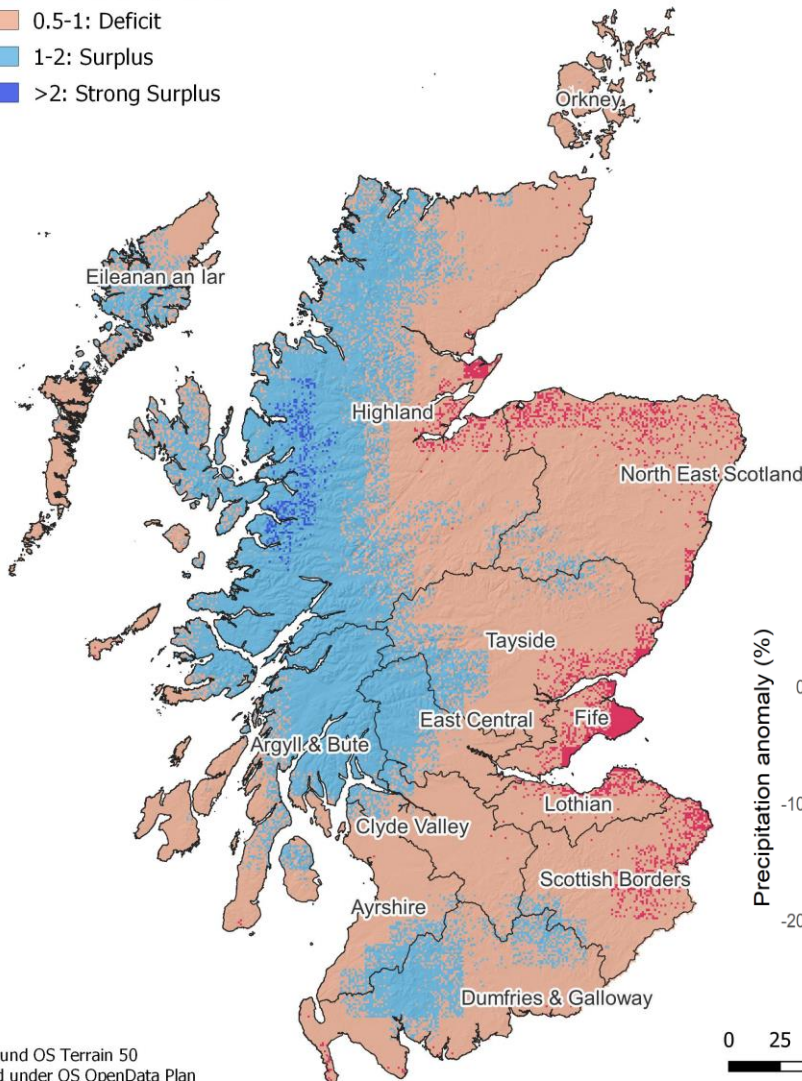 0.5-1: Deficit
1-2: Surplus
>2: Strong Surplus
Orkney
Eileanan an Iar
Highland
North East Scotland
Tayside
East Central
Fife
Argyll & Bute
Lothian
Clyde Valley
Scottish Borders
Ayrshire
Dumfries & Galloway
Precipitation anomaly (%)
0
-10
-20
0 25
und OS Terrain 50
d under OS OpenData Plan